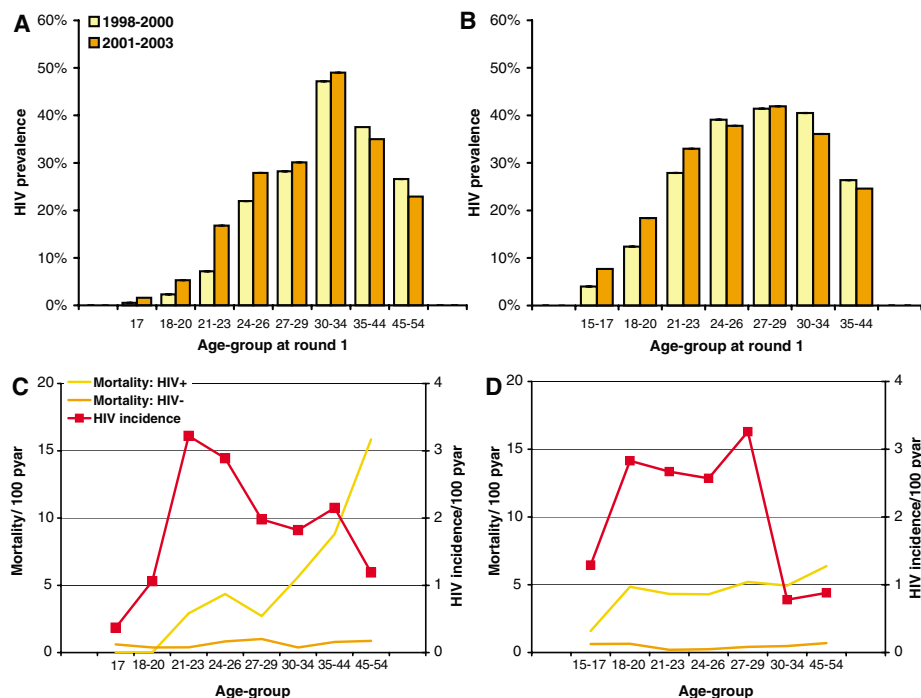 A
1998-2000
2001-2003
60%
50%
40%
30%
20%
10%
0%
HIV prevalence
17 18-20 21-23 24-26 27-29 30-34 35-44 45-54
Age-group at round 1
B
60%
50%
40%
30%
20%
10%
0%
HIV prevalence
15-17 18-20 21-23 24-26 27-29 30-34 35-44
Age-group at round 1
C
Mortality: HIV+
Mortality: HIV-
HIV incidence
20
15
10
5
0
Mortality/ 100 pyar
4
3
2
1
0
HIV incidence/100 pyar
17 18-20 21-23 24-26 27-29 30-34 35-44 45-54
Age-group
D
20
15
10
5
0
Mortality/ 100 pyar
4
3
2
1
0
HIV incidence/100 pyar
15-17 18-20 21-23 24-26 27-29 30-34 45-54
Age-group